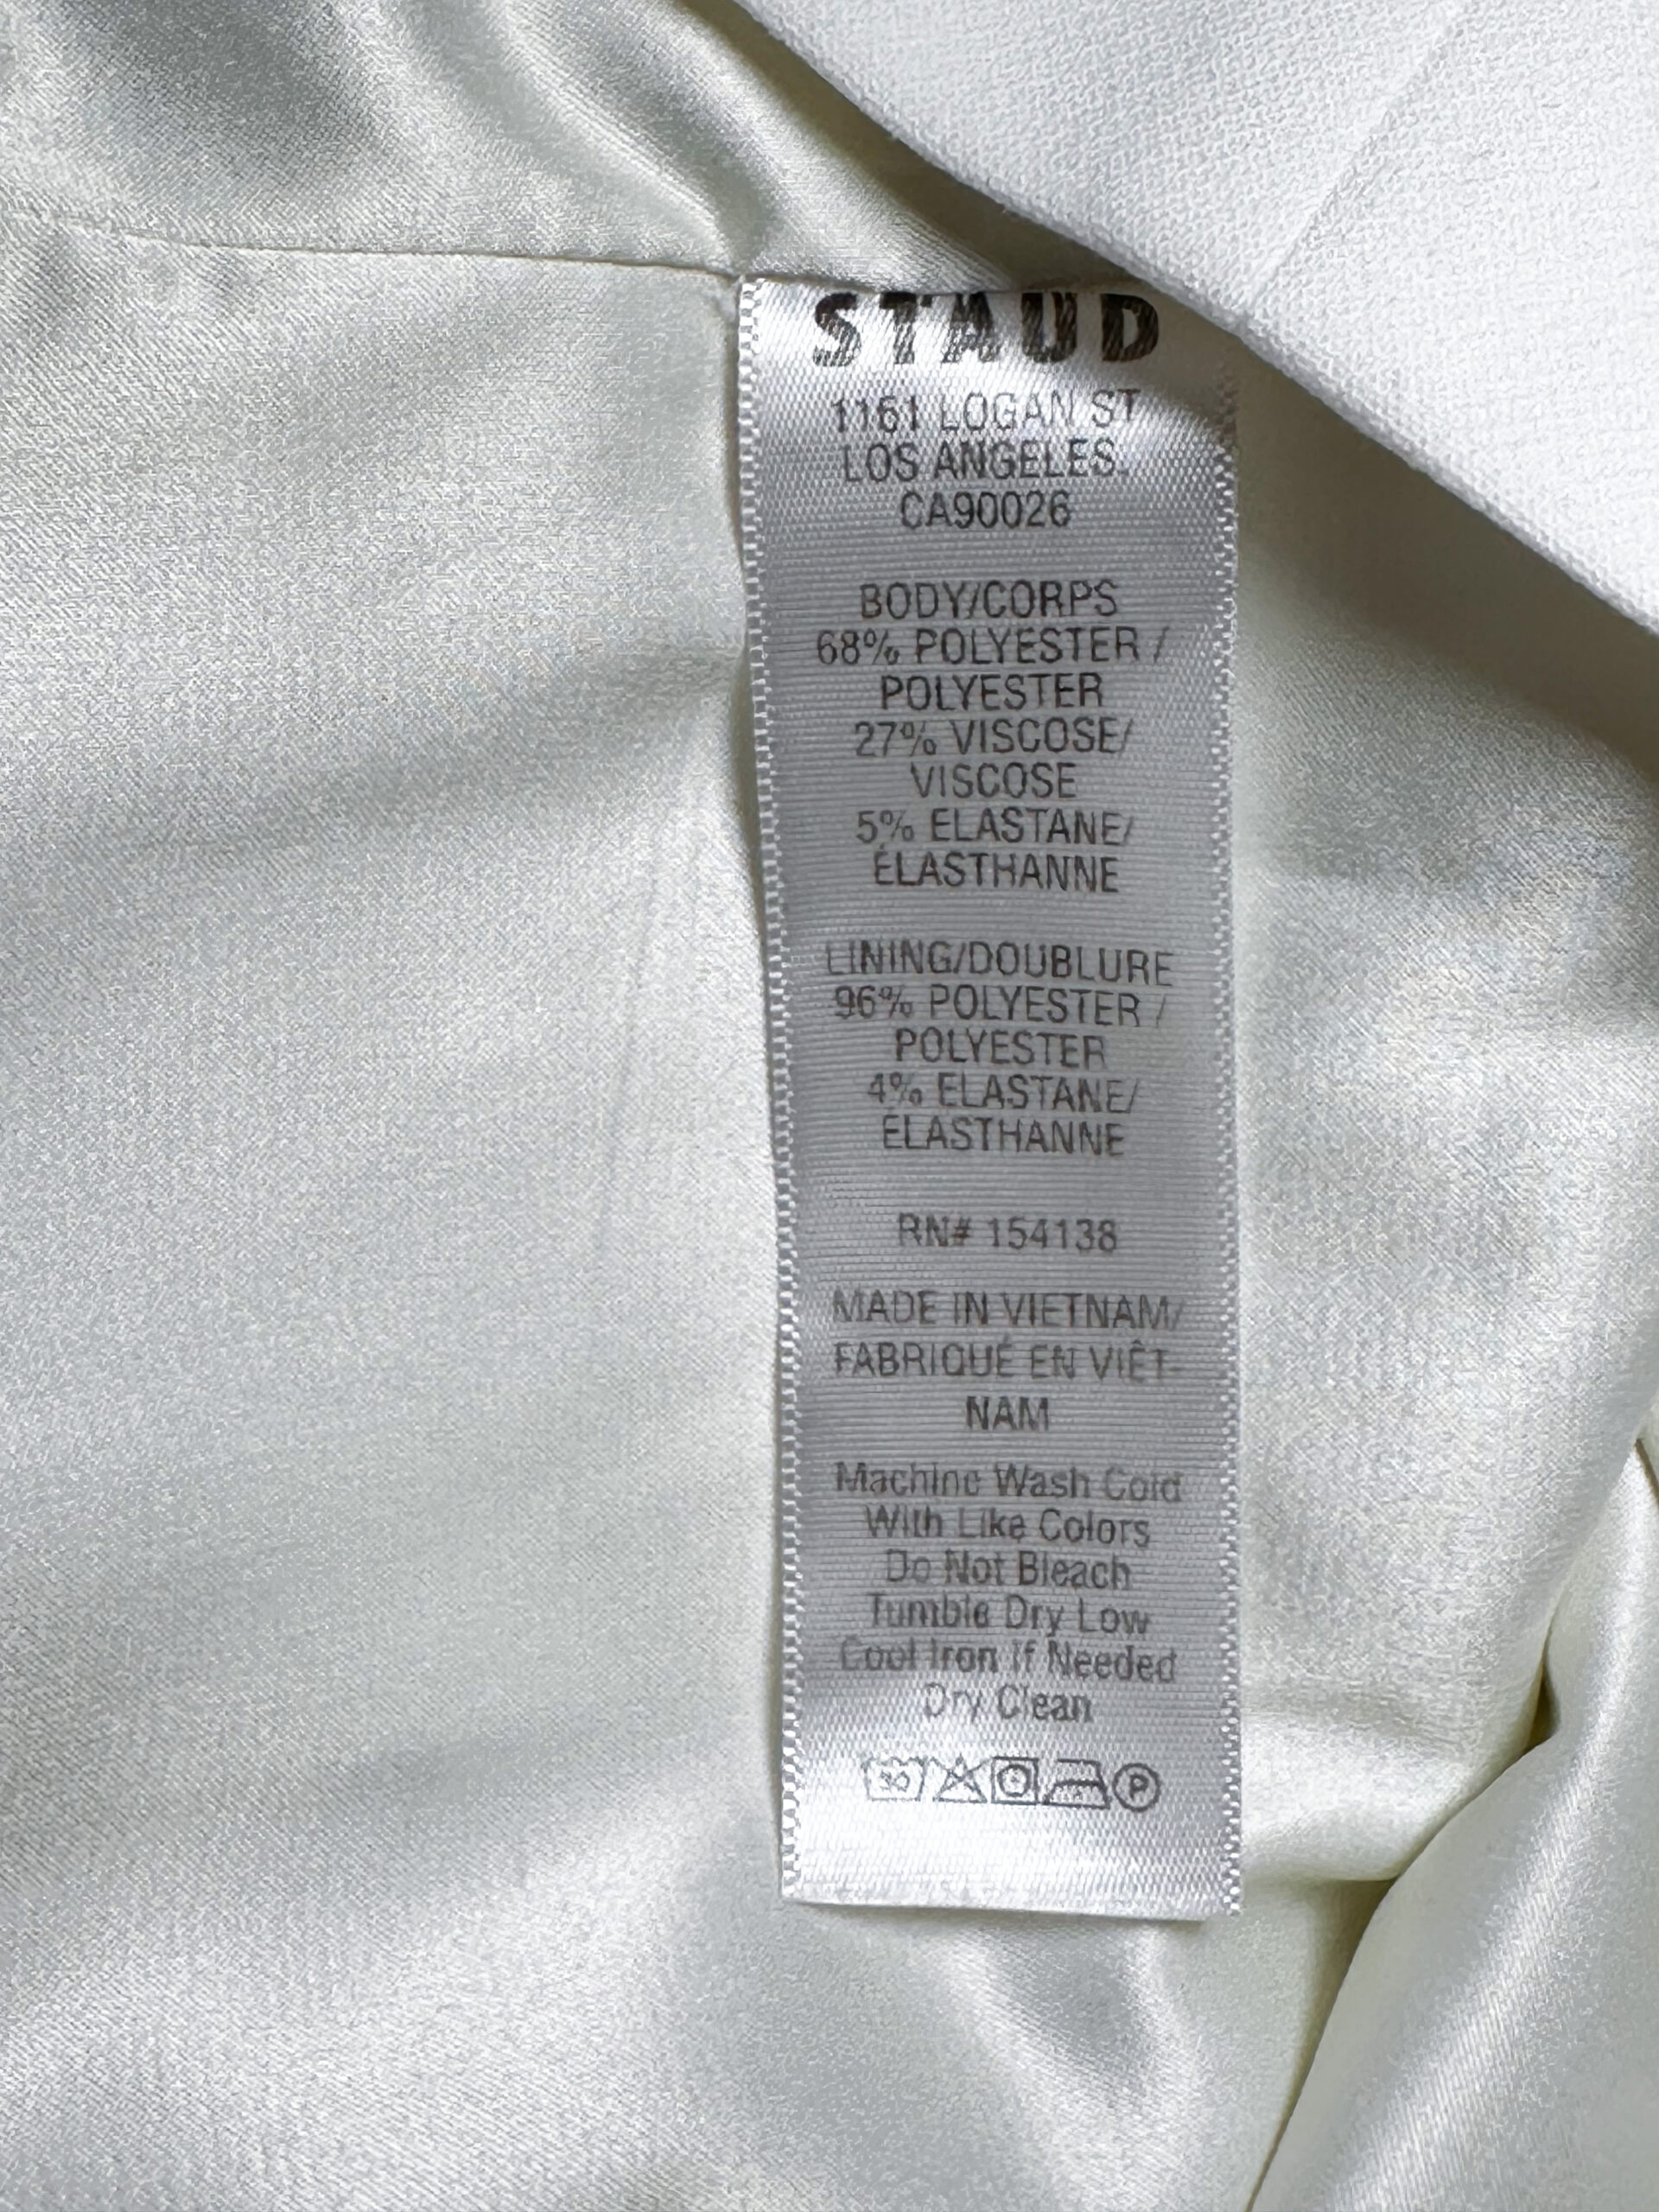 STAUD
1161 LOGAN ST
LOS ANGELES.
CA90026
BODY/CORPS
68% POLYESTER /
POLYESTER
27% VISCOSE/
VISCOSE
5% ELASTANE/
ÉLASTHANNE
LINING/DOUBLURE
96% POLYESTER /
POLYESTER
4% ELASTANE/
ÉLASTHANNE
RN# 154138
MADE IN VIETNAM/
FABRIQUÉ EN VIÊT-
NAM
Machine Wash Cold
With Like Colors
Do Not Bleach
Tumble Dry Low
Cool Iron If Needed
Dry Clean
30 P